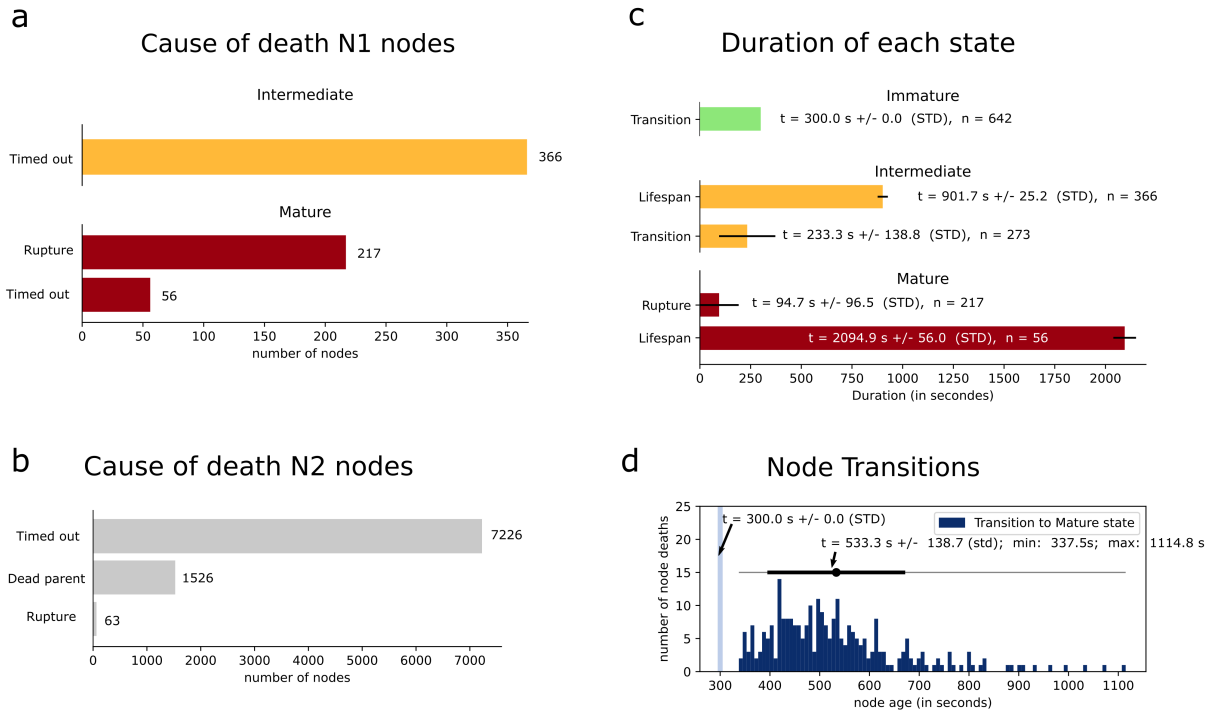 a
Cause of death N1 nodes
Intermediate
Timed out
366
Mature
Rupture
217
Timed out
56
0 50 100 150 200 250 300 350
number of nodes
b
Cause of death N2 nodes
Timed out
7226
Dead parent
1526
Rupture
63
0 1000 2000 3000 4000 5000 6000 7000
number of nodes
c
Duration of each state
Immature
Transition
t = 300.0 s +/- 0.0 (STD), n = 642
Intermediate
Lifespan
t = 901.7 s +/- 25.2 (STD), n = 366
Transition
t = 233.3 s +/- 138.8 (STD), n = 273
Mature
Rupture
t = 94.7 s +/- 96.5 (STD), n = 217
Lifespan
t = 2094.9 s +/- 56.0 (STD), n = 56
0 250 500 750 1000 1250 1500 1750 2000
Duration (in secondes)
d
Node Transitions
25
20
15
10
5
0
number of node deaths
t = 300.0 s +/- 0.0 (STD)
Transition to Mature state
t = 533.3 s +/- 138.7 (std); min: 337.5s; max: 1114.8 s
300 400 500 600 700 800 900 1000 1100
node age (in seconds)